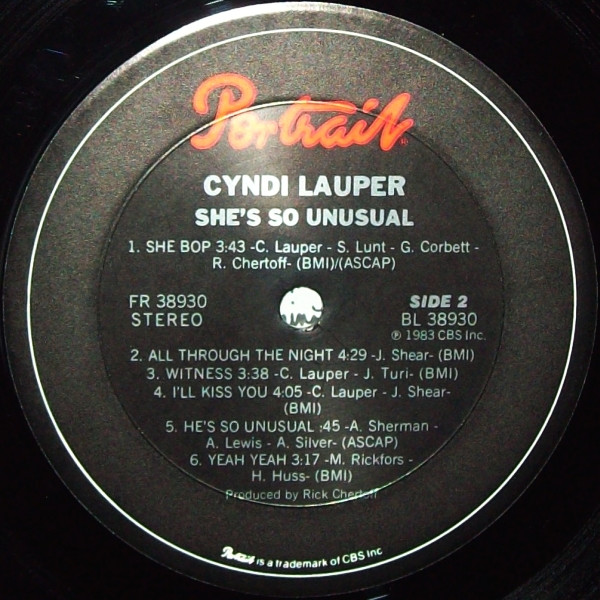 Portrait
CYNDI LAUPER
SHE'S SO UNUSUAL
1. SHE BOP 3:43 -C. Lauper - S. Lunt - G. Corbett -
R. Chertoff- (BMI)/(ASCAP)
FR 38930
STEREO
SIDE 2
BL 38930
℗ 1983 CBS Inc.
2. ALL THROUGH THE NIGHT 4:29 -J. Shear- (BMI)
3. WITNESS 3:38 -C. Lauper - J. Turi- (BMI)
4. I'LL KISS YOU 4:05 -C. Lauper - J. Shear-
(BMI)
5. HE'S SO UNUSUAL :45 -A. Sherman -
A. Lewis - A. Silver- (ASCAP)
6. YEAH YEAH 3:17 -M. Rickfors -
H. Huss- (BMI)
Produced by Rick Chertoff
Portrait is a trademark of CBS Inc